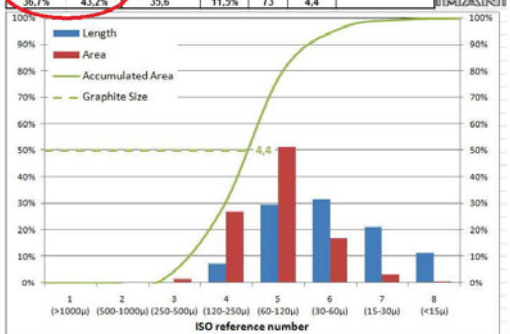 36,7% 43,2% 35,6 11,5% 73 4,4
100% 100%
Length
90% 90%
Area
80% 80%
Accumulated Area
70% 70%
Graphite Size
60% 60%
50% 4,4 50%
40% 40%
30% 30%
20% 20%
10% 10%
0% 0%
1 2 3 4 5 6 7 8
(>1000µ) (500-1000µ) (250-500µ) (120-250µ) (60-120µ) (30-60µ) (15-30µ) (<15µ)
ISO reference number